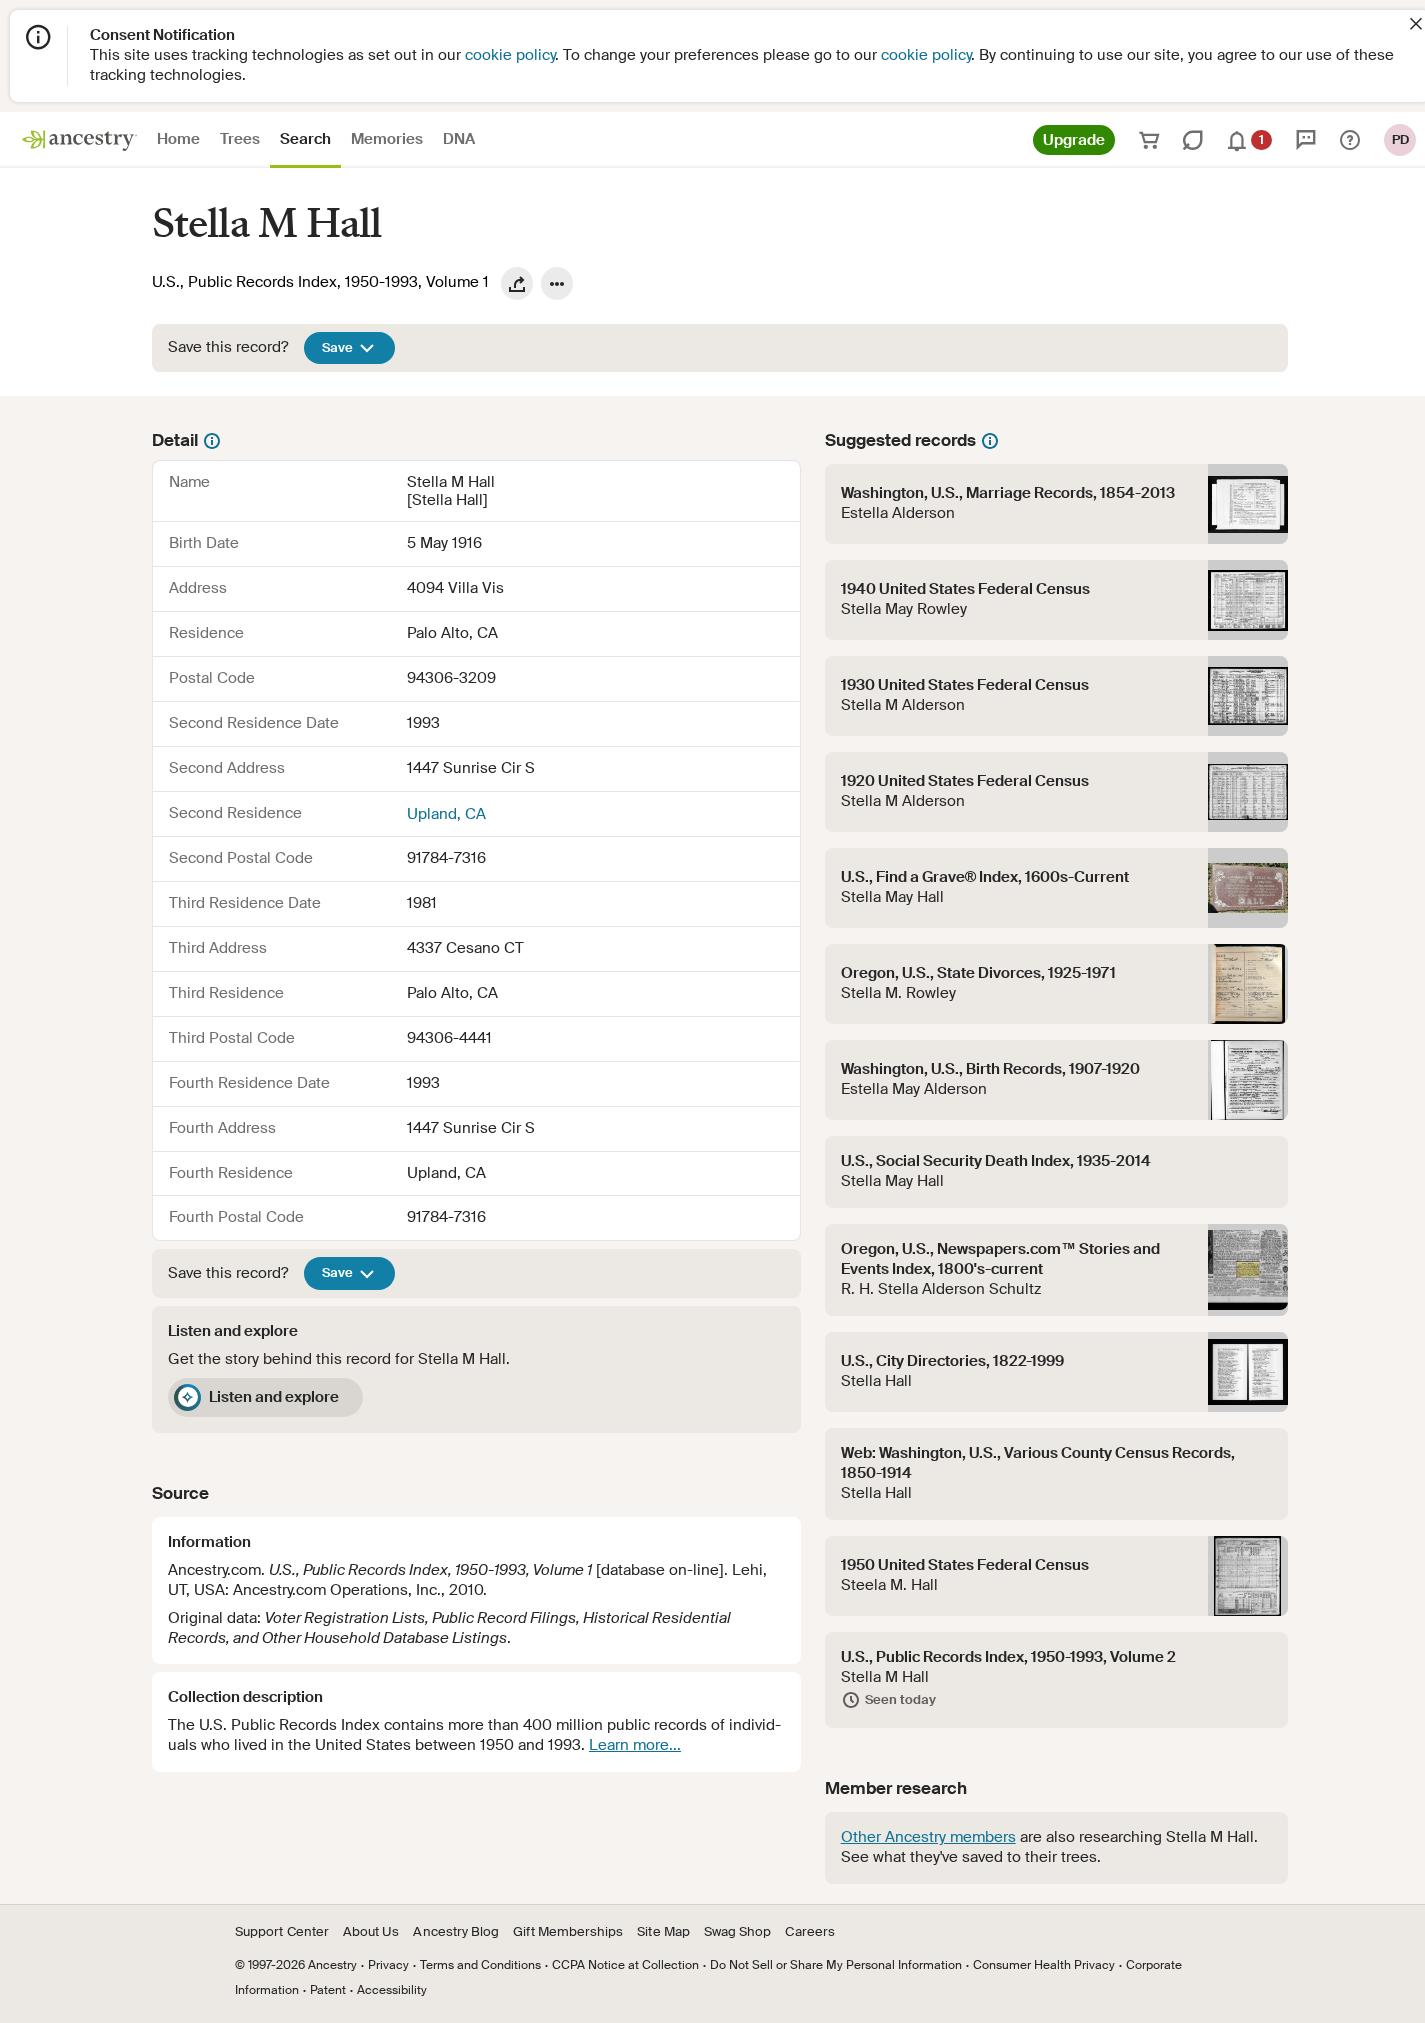 Consent Notification
This site uses tracking technologies as set out in our cookie policy. To change your preferences please go to our cookie policy. By continuing to use our site, you agree to our use of these
tracking technologies.
ancestry Home Trees Search Memories DNA Upgrade 1 PD
Stella M Hall
U.S., Public Records Index, 1950-1993, Volume 1
Save this record? Save
Detail
Name Stella M Hall
[Stella Hall]
Birth Date 5 May 1916
Address 4094 Villa Vis
Residence Palo Alto, CA
Postal Code 94306-3209
Second Residence Date 1993
Second Address 1447 Sunrise Cir S
Second Residence Upland, CA
Second Postal Code 91784-7316
Third Residence Date 1981
Third Address 4337 Cesano CT
Third Residence Palo Alto, CA
Third Postal Code 94306-4441
Fourth Residence Date 1993
Fourth Address 1447 Sunrise Cir S
Fourth Residence Upland, CA
Fourth Postal Code 91784-7316
Save this record? Save
Listen and explore
Get the story behind this record for Stella M Hall.
Listen and explore
Source
Information
Ancestry.com. U.S., Public Records Index, 1950-1993, Volume 1 [database on-line]. Lehi,
UT, USA: Ancestry.com Operations, Inc., 2010.
Original data: Voter Registration Lists, Public Record Filings, Historical Residential
Records, and Other Household Database Listings.
Collection description
The U.S. Public Records Index contains more than 400 million public records of individ-
uals who lived in the United States between 1950 and 1993. Learn more...
Suggested records
Washington, U.S., Marriage Records, 1854-2013
Estella Alderson
1940 United States Federal Census
Stella May Rowley
1930 United States Federal Census
Stella M Alderson
1920 United States Federal Census
Stella M Alderson
U.S., Find a Grave® Index, 1600s-Current
Stella May Hall
HALL
Oregon, U.S., State Divorces, 1925-1971
Stella M. Rowley
Washington, U.S., Birth Records, 1907-1920
Estella May Alderson
U.S., Social Security Death Index, 1935-2014
Stella May Hall
Oregon, U.S., Newspapers.com™ Stories and
Events Index, 1800's-current
R. H. Stella Alderson Schultz
U.S., City Directories, 1822-1999
Stella Hall
Web: Washington, U.S., Various County Census Records,
1850-1914
Stella Hall
1950 United States Federal Census
Steela M. Hall
U.S., Public Records Index, 1950-1993, Volume 2
Stella M Hall
Seen today
Member research
Other Ancestry members are also researching Stella M Hall.
See what they've saved to their trees.
Support Center About Us Ancestry Blog Gift Memberships Site Map Swag Shop Careers
© 1997-2026 Ancestry · Privacy · Terms and Conditions · CCPA Notice at Collection · Do Not Sell or Share My Personal Information · Consumer Health Privacy · Corporate
Information · Patent · Accessibility